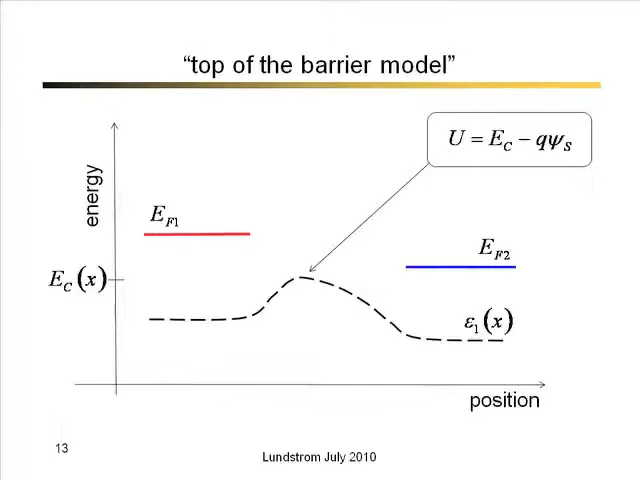 “top of the barrier model”
U = E_C − qψ_S
energy
E_F1
E_F2
E_C(x)
ε_1(x)
position
13
Lundstrom July 2010